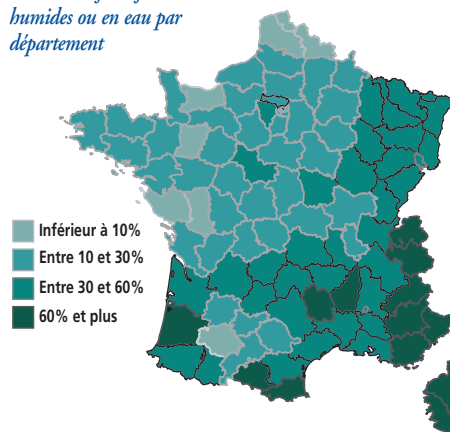 humides ou en eau par
département
Inférieur à 10%
Entre 10 et 30%
Entre 30 et 60%
60% et plus